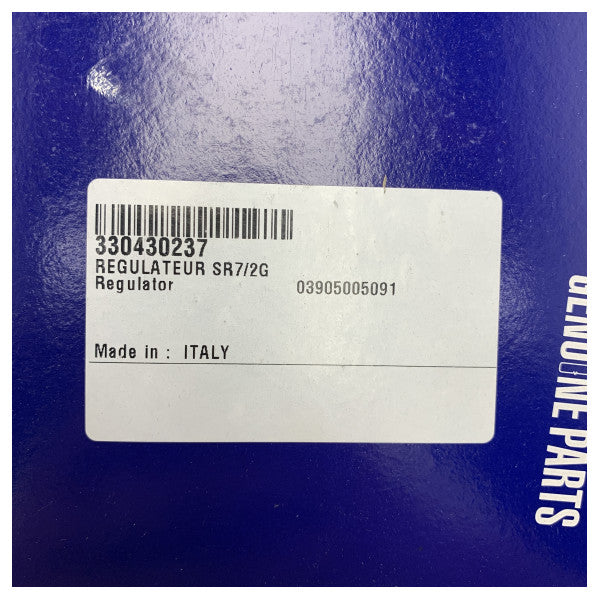 330430237
REGULATEUR SR7/2G
Regulator 03905005091
Made in : ITALY
GENUINE PARTS